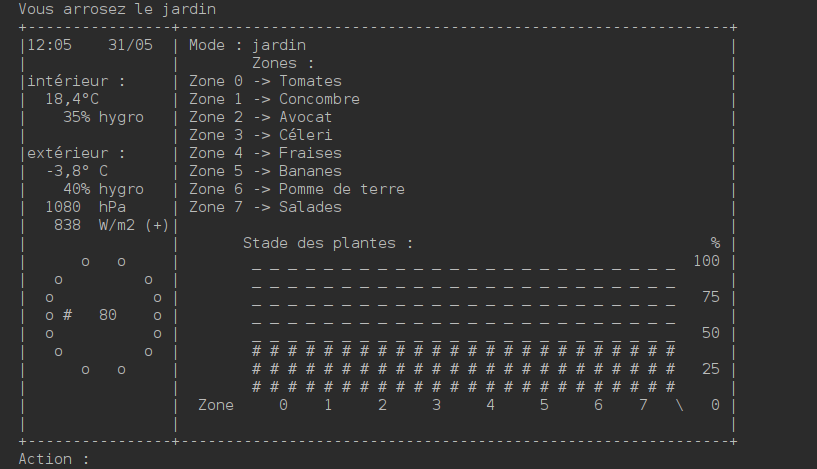 Vous arrosez le jardin
+----------------+-------------------------------------------------------------+
|12:05    31/05  | Mode : jardin                                               |
|                |        Zones :                                              |
|intérieur :     | Zone 0 -> Tomates                                           |
|  18,4°C        | Zone 1 -> Concombre                                         |
|    35% hygro   | Zone 2 -> Avocat                                            |
|                | Zone 3 -> Céleri                                            |
|extérieur :     | Zone 4 -> Fraises                                           |
|  -3,8° C       | Zone 5 -> Bananes                                           |
|    40% hygro   | Zone 6 -> Pomme de terre                                    |
|  1080  hPa     | Zone 7 -> Salades                                           |
|   838  W/m2 (+)|                                                             |
|                |       Stade des plantes :                                 % |
|      o   o     |        _ _ _ _ _ _ _ _ _ _ _ _ _ _ _ _ _ _ _ _ _ _ _ _  100 |
|   o         o  |        _ _ _ _ _ _ _ _ _ _ _ _ _ _ _ _ _ _ _ _ _ _ _ _      |
|  o           o |        _ _ _ _ _ _ _ _ _ _ _ _ _ _ _ _ _ _ _ _ _ _ _ _   75 |
|  o #   80    o |        _ _ _ _ _ _ _ _ _ _ _ _ _ _ _ _ _ _ _ _ _ _ _ _      |
|  o           o |        _ _ _ _ _ _ _ _ _ _ _ _ _ _ _ _ _ _ _ _ _ _ _ _   50 |
|   o         o  |        # # # # # # # # # # # # # # # # # # # # # # # #      |
|      o   o     |        # # # # # # # # # # # # # # # # # # # # # # # #   25 |
|                |        # # # # # # # # # # # # # # # # # # # # # # # #      |
|                |  Zone     0    1     2     3     4     5     6    7   \   0 |
|                |                                                             |
+----------------+-------------------------------------------------------------+
Action :